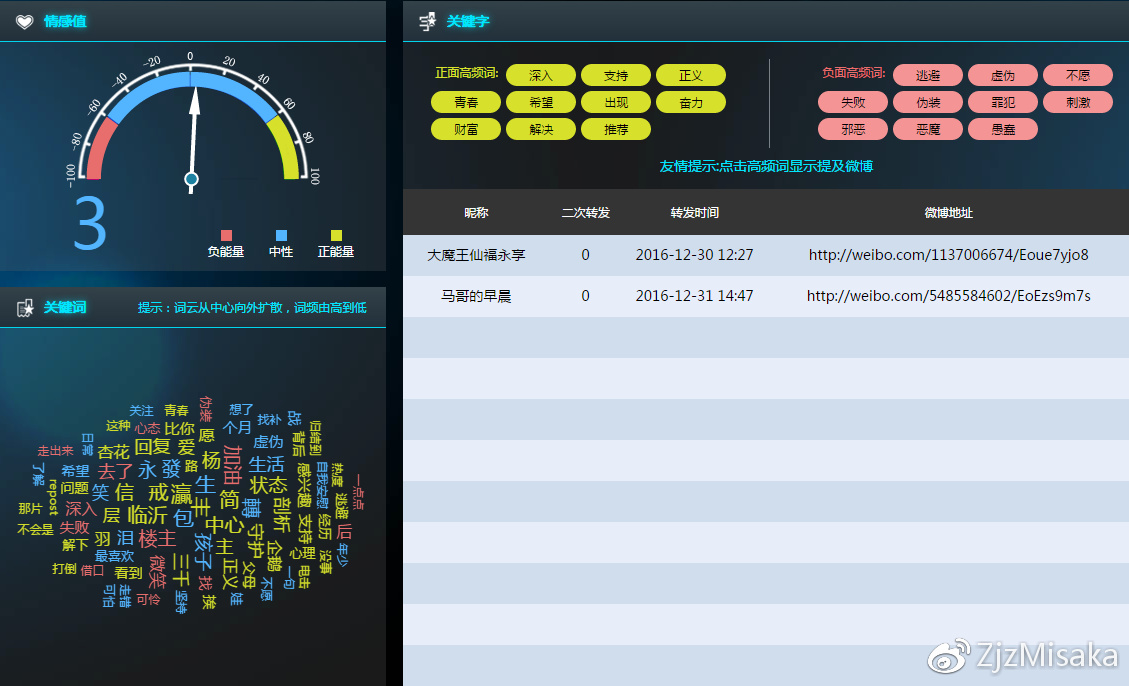 情感值
-100
-80
-60
-40
-20
0
20
40
60
80
100
3
负能量 中性 正能量
关键词 提示：词云从中心向外扩散，词频由高到低
关注 青春 伪装 想了
这种 心态 比你 愿 个月 找补 战 归结到
走出来 日常 杏花 回复 爱 杨 加油 虚伪 背后
了解 希望 去了 永 發 路 生活 感兴趣 自我安慰 热度 一点点
repost 问题 笑 信 戒 瀛 生 简 状态 逃避
那片 深入 层 临沂 包 中心 轉 剖析 支持 经历 后
不会是 失败 羽 泪 楼主 孩子 主 守护 企鹅 心理 没事 年少
解下 最喜欢 微笑 三千 正义 父母 一句 电击
打倒 借口 看到 找 不愿
可怕 走错 可伶 坚持 挨 娃
关键字
正面高频词: 深入 支持 正义
青春 希望 出现 奋力
财富 解决 推荐
负面高频词: 逃避 虚伪 不愿
失败 伪装 罪犯 刺激
邪恶 恶魔 愚蠢
友情提示:点击高频词显示提及微博
昵称 二次转发 转发时间 微博地址
大魔王仙福永享 0 2016-12-30 12:27 http://weibo.com/1137006674/Eoue7yjo8
马哥的早晨 0 2016-12-31 14:47 http://weibo.com/5485584602/EoEzs9m7s
ZjzMisaka